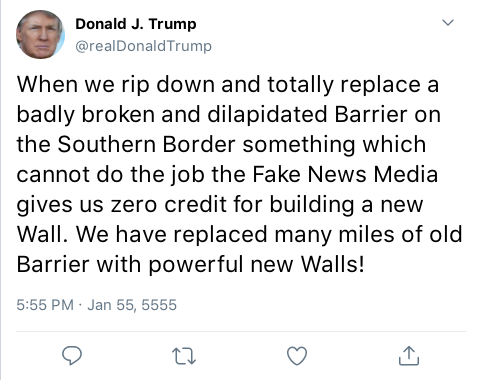 Donald J. Trump
@realDonaldTrump
When we rip down and totally replace a
badly broken and dilapidated Barrier on
the Southern Border something which
cannot do the job the Fake News Media
gives us zero credit for building a new
Wall. We have replaced many miles of old
Barrier with powerful new Walls!
5:55 PM · Jan 55, 5555